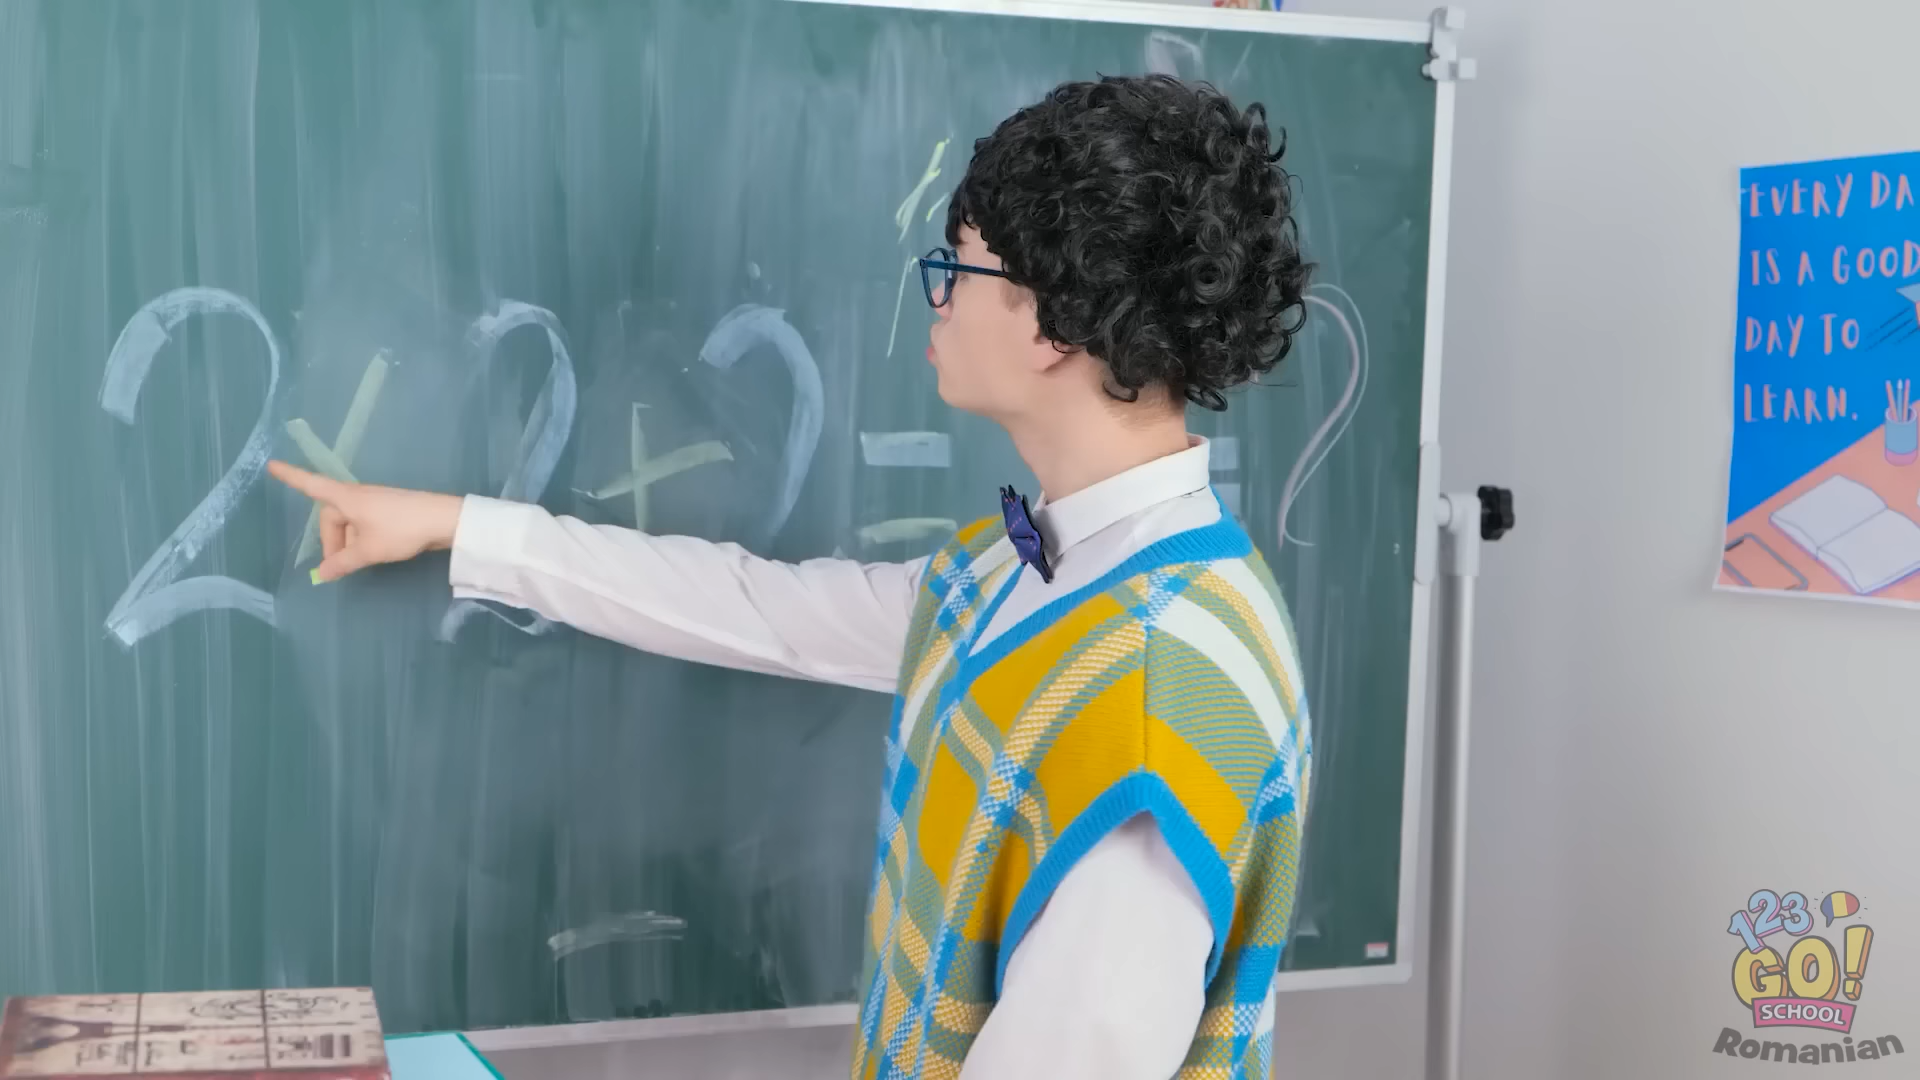 2 × 2 + 2 = ?
EVERY DA
IS A GOOD
DAY TO
LEARN.
123
GO!
SCHOOL
Romanian